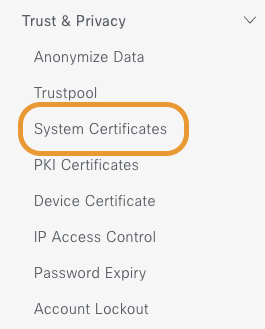 Trust & Privacy
Anonymize Data
Trustpool
System Certificates
PKI Certificates
Device Certificate
IP Access Control
Password Expiry
Account Lockout